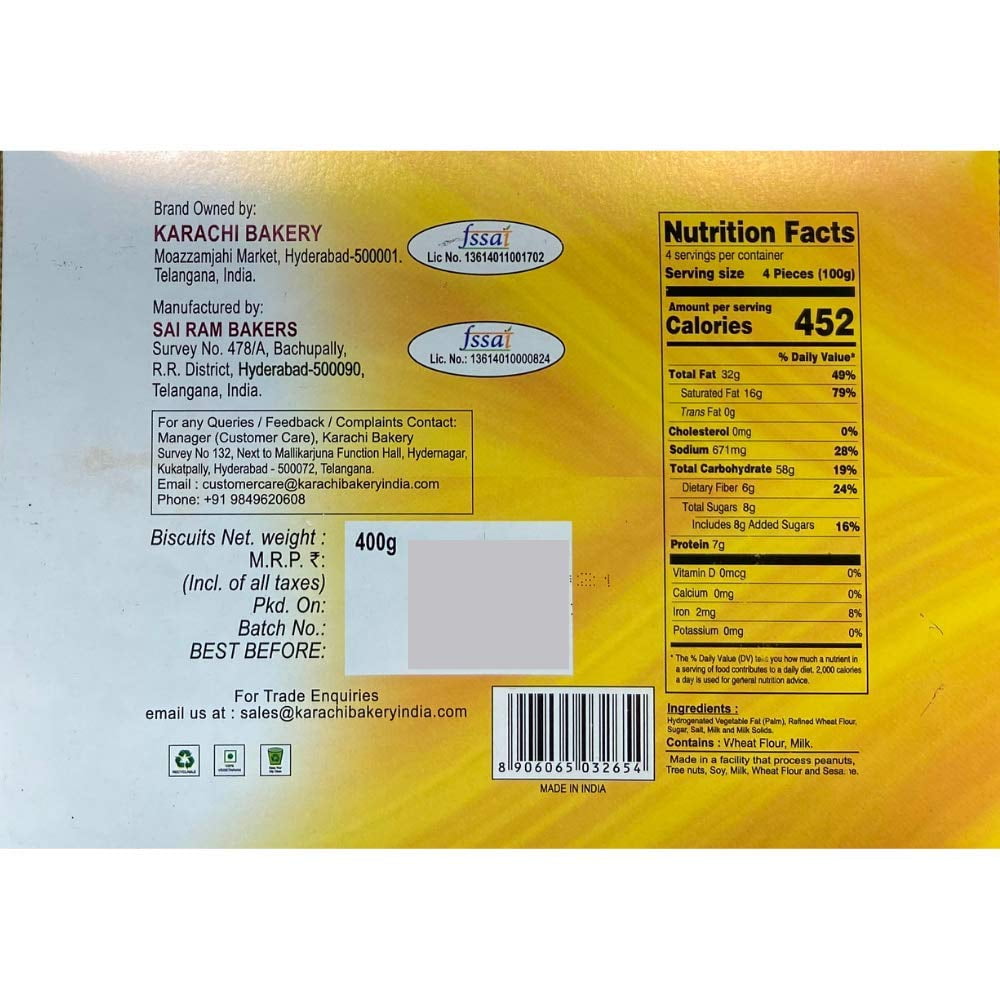 Brand Owned by:
KARACHI BAKERY
Moazzamjahi Market, Hyderabad-500001.
Telangana, India.
fssai
Lic No. 13614011001702
Manufactured by:
SAI RAM BAKERS
Survey No. 478/A, Bachupally,
R.R. District, Hyderabad-500090,
Telangana, India.
fssai
Lic. No.: 13614010000824
For any Queries / Feedback / Complaints Contact:
Manager (Customer Care), Karachi Bakery
Survey No 132, Next to Mallikarjuna Function Hall, Hydernagar,
Kukatpally, Hyderabad - 500072, Telangana.
Email : customercare@karachibakeryindia.com
Phone: +91 9849620608
Biscuits Net. weight : 400g
M.R.P. ₹:
(Incl. of all taxes)
Pkd. On:
Batch No.:
BEST BEFORE:
For Trade Enquiries
email us at : sales@karachibakeryindia.com
RECYCLABLE
100%
VEGETARIAN
8 906065 032654
MADE IN INDIA
Nutrition Facts
4 servings per container
Serving size 4 Pieces (100g)
Amount per serving
Calories 452
% Daily Value*
Total Fat 32g 49%
Saturated Fat 16g 79%
Trans Fat 0g
Cholesterol 0mg 0%
Sodium 671mg 28%
Total Carbohydrate 58g 19%
Dietary Fiber 6g 24%
Total Sugars 8g
Includes 8g Added Sugars 16%
Protein 7g
Vitamin D 0mcg 0%
Calcium 0mg 0%
Iron 2mg 8%
Potassium 0mg 0%
* The % Daily Value (DV) tells you how much a nutrient in
a serving of food contributes to a daily diet. 2,000 calories
a day is used for general nutrition advice.
Ingredients :
Hydrogenated Vegetable Fat (Palm), Refined Wheat Flour,
Sugar, Salt, Milk and Milk Solids.
Contains : Wheat Flour, Milk.
Made in a facility that process peanuts,
Tree nuts, Soy, Milk, Wheat Flour and Sesame.